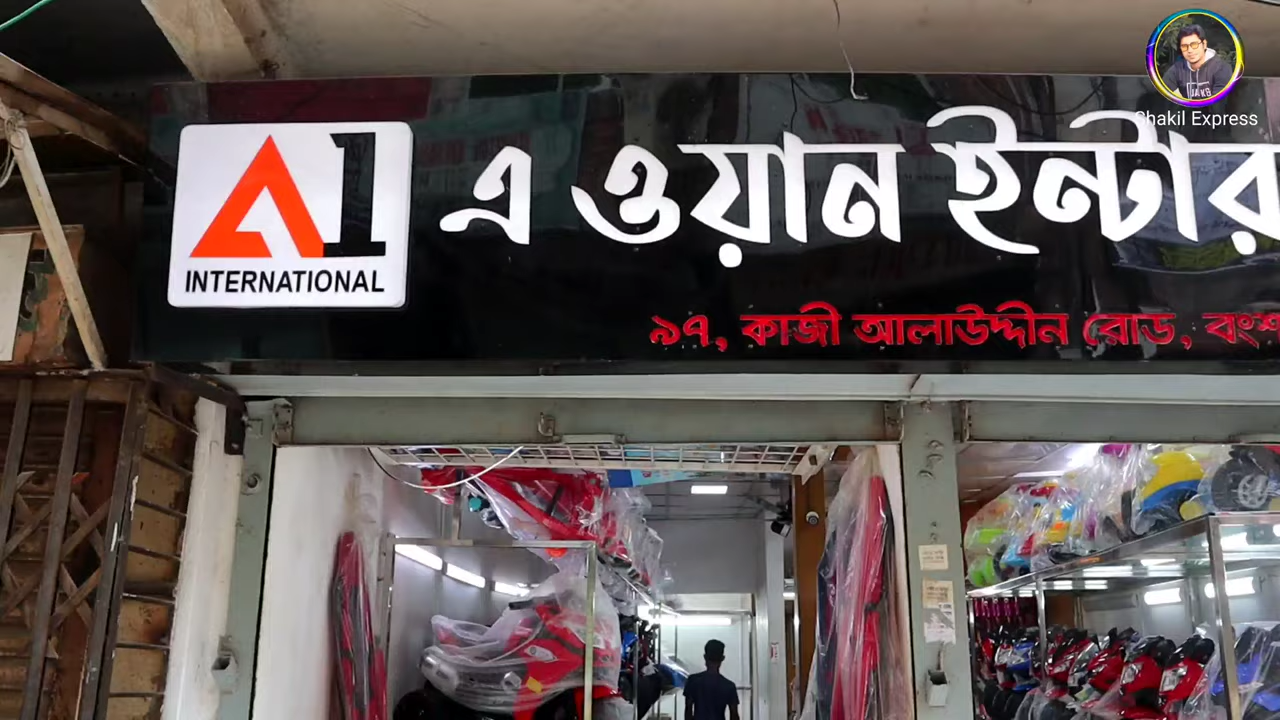 Shakil Express
A1
INTERNATIONAL
এ ওয়ান ইন্টার
৯৭, কাজী আলাউদ্দীন রোড, বংশ